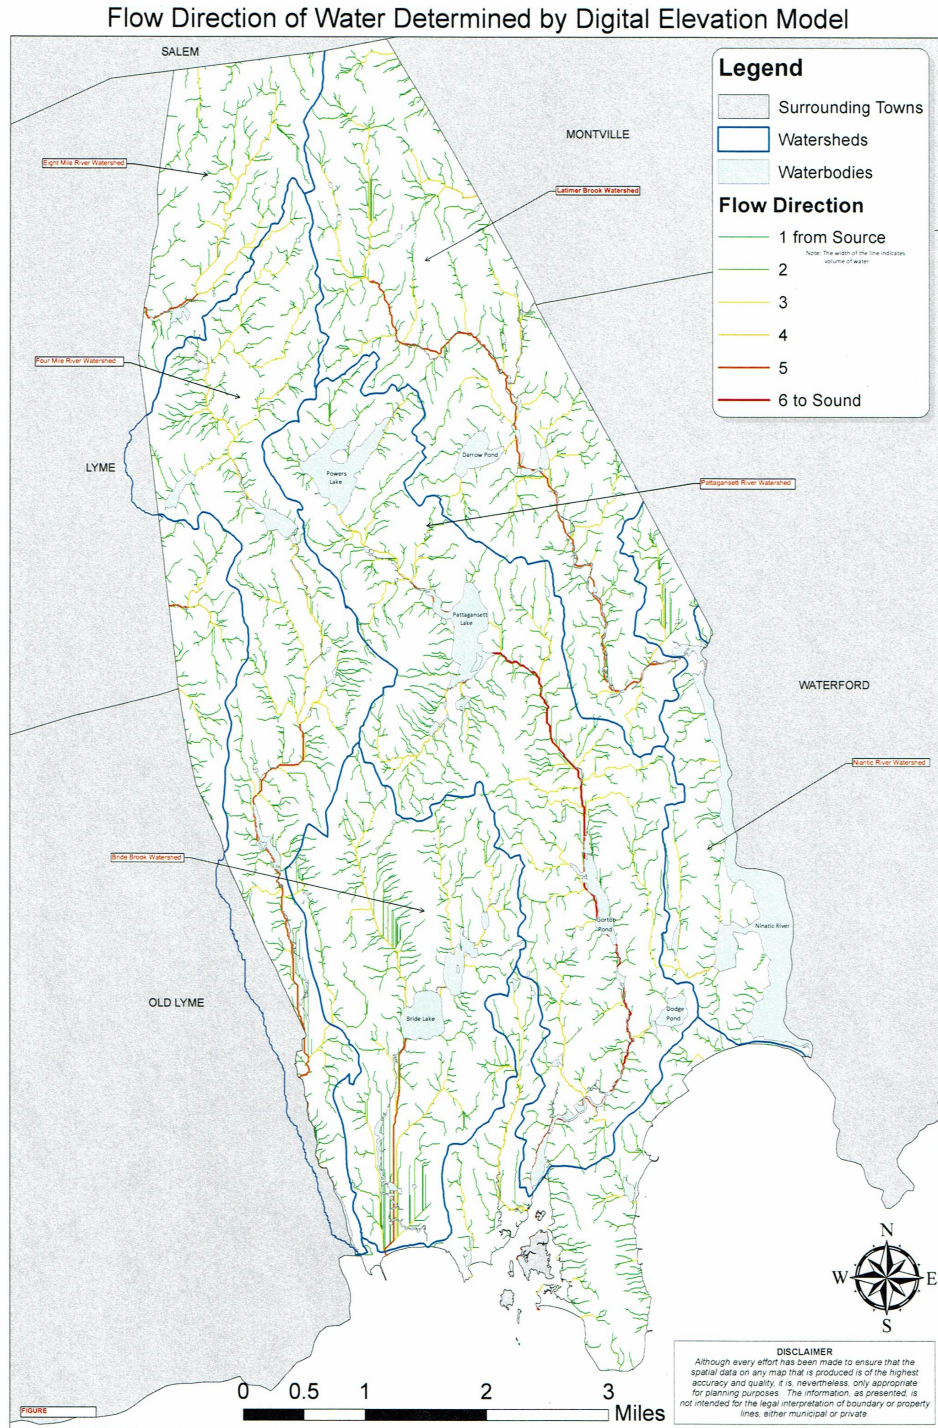 Flow Direction of Water Determined by Digital Elevation Model
SALEM
Legend
Surrounding Towns
Watersheds
Waterbodies
Flow Direction
1 from Source
Note: The width of the line indicates
volume of water
2
3
4
5
6 to Sound
MONTVILLE
Eight Mile River Watershed
Latimer Brook Watershed
Four Mile River Watershed
LYME
Powers
Lake
Darrow Pond
Pattagansett River Watershed
Pattagansett
Lake
WATERFORD
Niantic River Watershed
Bride Brook Watershed
Gorton
Pond
Ninatic River
OLD LYME
Bride Lake
Dodge
Pond
N
W
E
S
DISCLAIMER
Although every effort has been made to ensure that the
spatial data on any map that is produced is of the highest
accuracy and quality, it is, nevertheless, only appropriate
for planning purposes. The information, as presented, is
not intended for the legal interpretation of boundary or property
lines, either municipal or private.
0 0.5 1 2 3
Miles
FIGURE